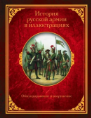 История
русской армии
в иллюстрациях